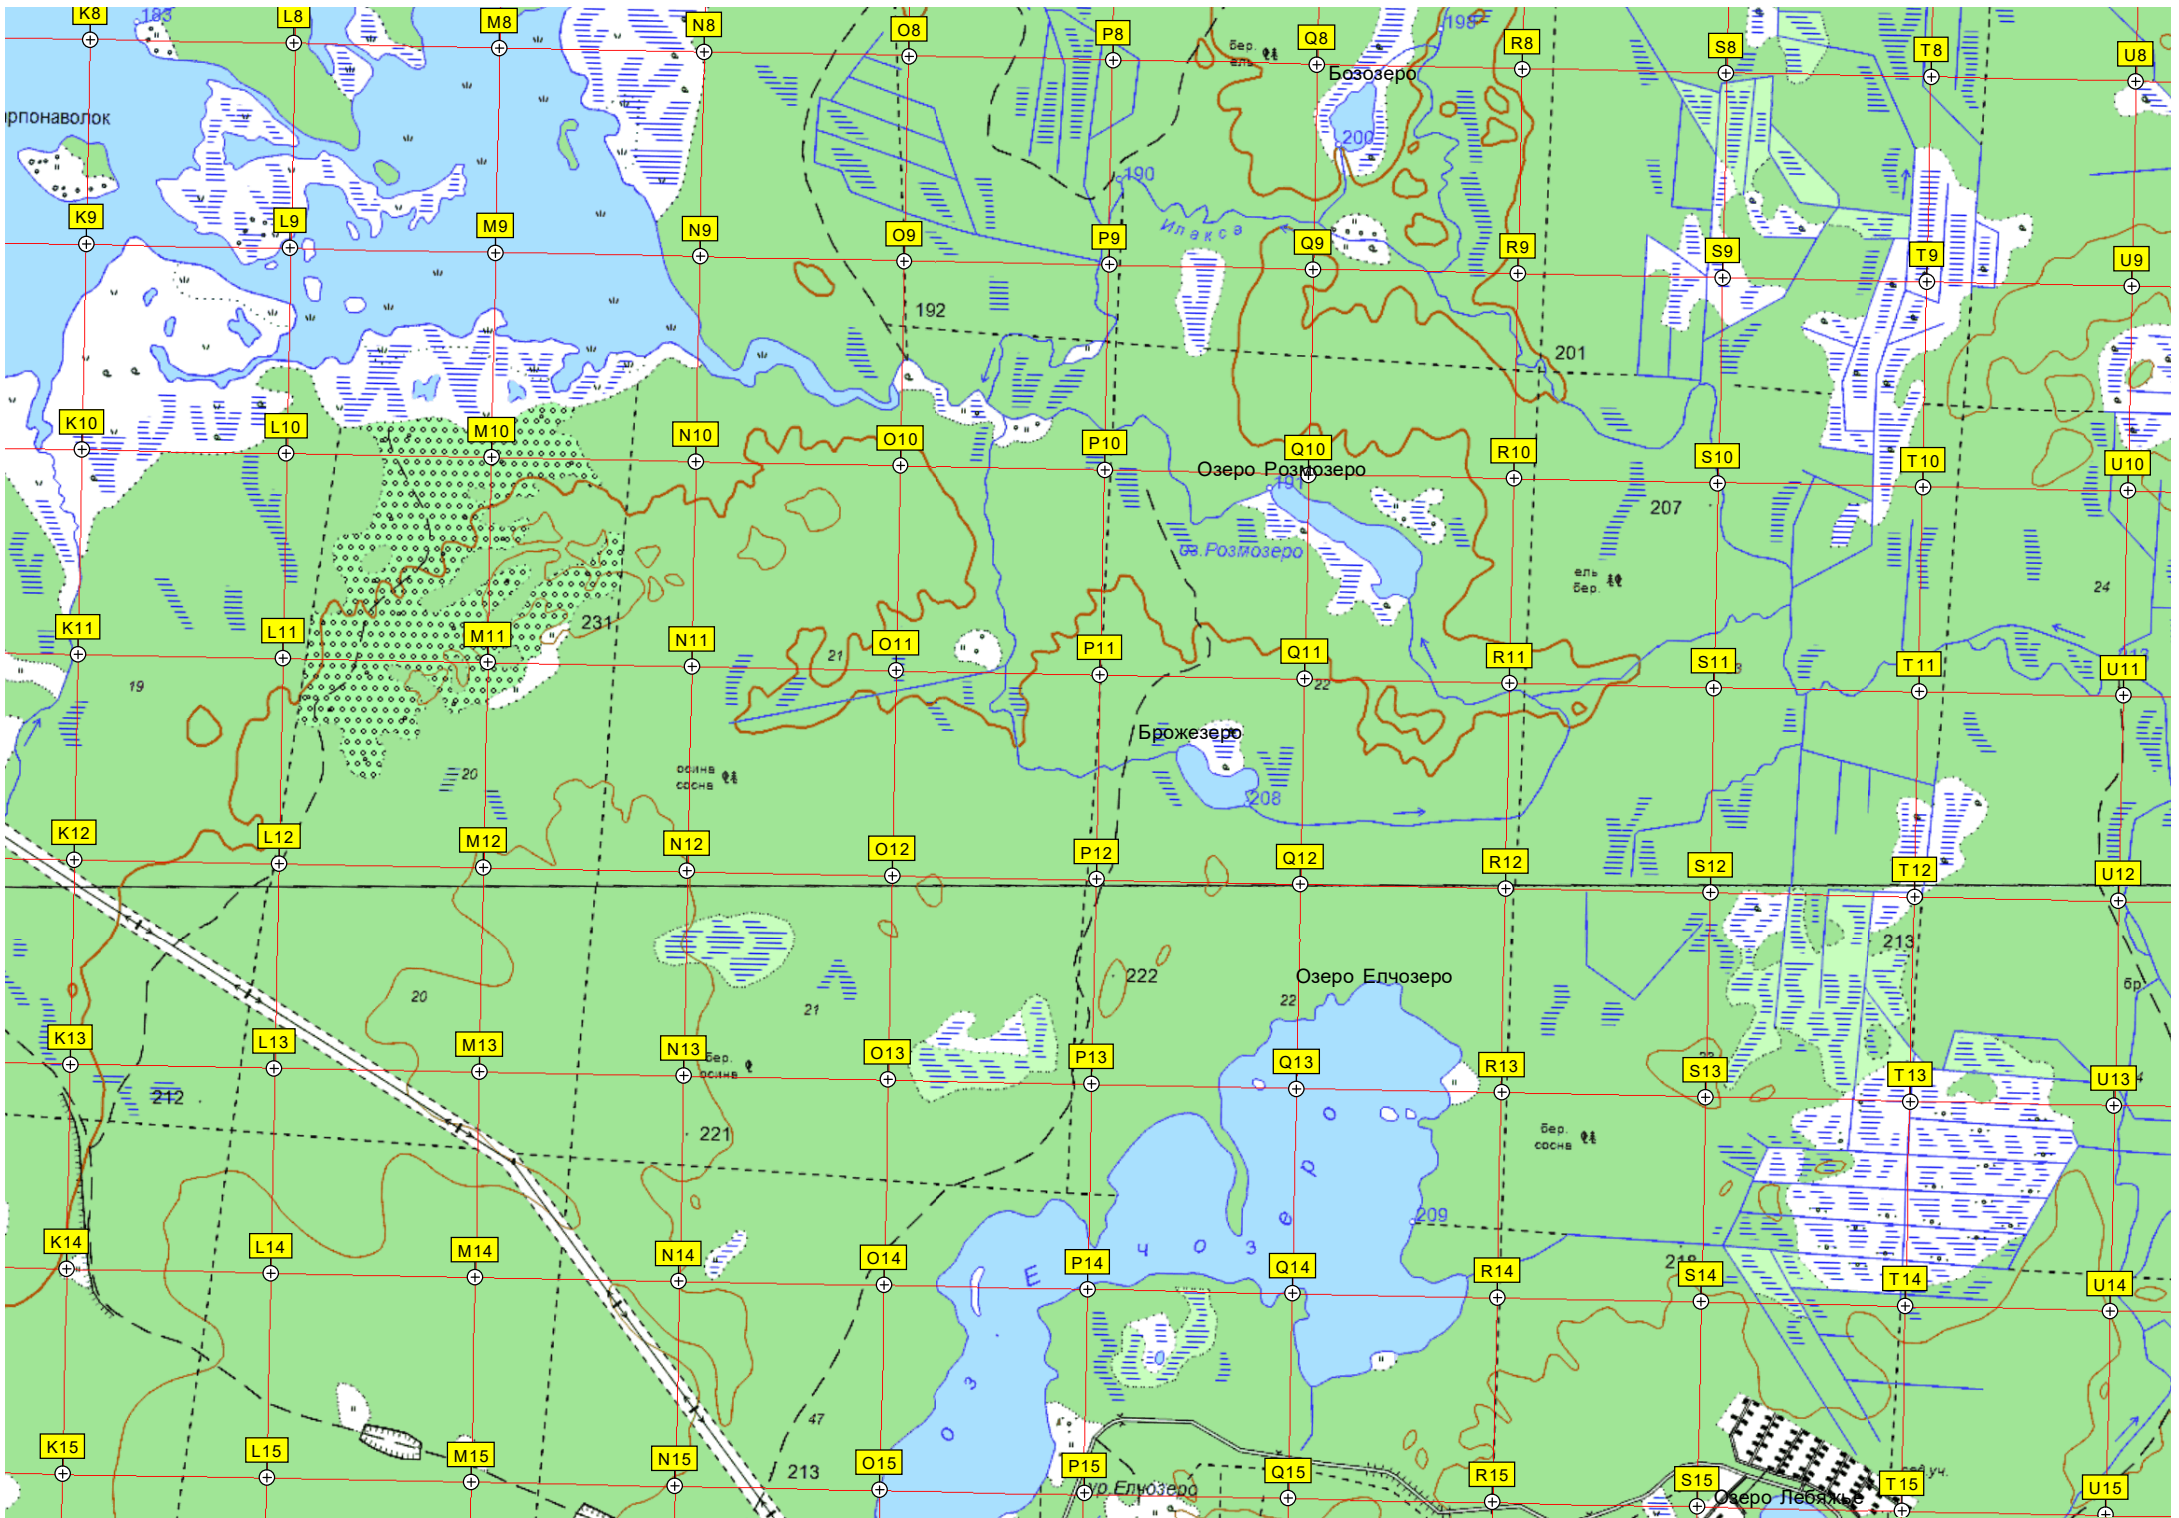 K8 L8 M8 N8 O8 P8 Q8 R8 S8 T8 U8
183
198
бер.
ель
Бозозеро
200
рпонаволок
190
Илакса
K9 L9 M9 N9 O9 P9 Q9 R9 S9 T9 U9
192
201
K10 L10 M10 N10 O10 P10 Q10 R10 S10 T10 U10
Озеро Розмозеро
191
207
оз.Розмозеро
ель
бер.
24
231
K11 L11 M11 N11 O11 P11 Q11 R11 S11 T11 U11
21
19
22
Брожезеро
20
осина
сосна
208
K12 L12 M12 N12 O12 P12 Q12 R12 S12 T12 U12
213
222
Озеро Елчозеро
бр
20
21
22
K13 L13 M13 N13 O13 P13 Q13 R13 S13 T13 U13
бер.
осина
212
221
бер.
сосна
209
218
K14 L14 M14 N14 O14 P14 Q14 R14 S14 T14 U14
о з Е ч о з е р о
47
K15 L15 M15 N15 O15 P15 Q15 R15 S15 T15 U15
213
ур.Елчозеро
Озеро Лебяжье
уч.